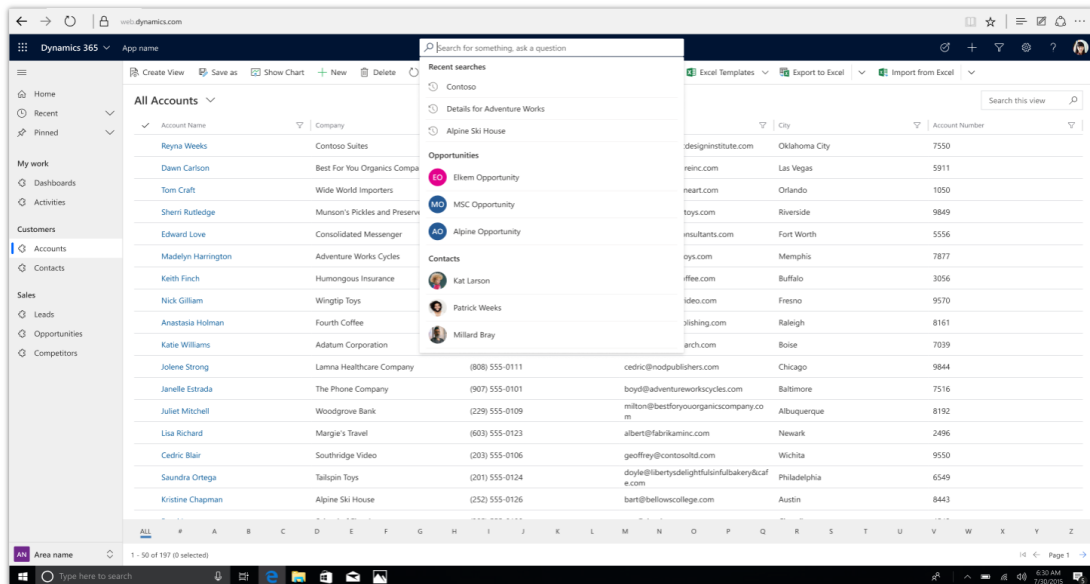 web.dynamics.com
Dynamics 365 App name Search for something, ask a question
Create View Save as Show Chart + New Delete Excel Templates Export to Excel Import from Excel
Home
Recent
Pinned
My work
Dashboards
Activities
Customers
Accounts
Contacts
Sales
Leads
Opportunities
Competitors
AN Area name
All Accounts Search this view
Recent searches
Contoso
Details for Adventure Works
Alpine Ski House
Opportunities
EO Elkem Opportunity
MO MSC Opportunity
AO Alpine Opportunity
Contacts
Kat Larson
Patrick Weeks
Millard Bray
Account Name Company City Account Number
Reyna Weeks Contoso Suites designinstitute.com Oklahoma City 7550
Dawn Carlson Best For You Organics Compa reinc.com Las Vegas 5911
Tom Craft Wide World Importers neart.com Orlando 1050
Sherri Rutledge Munson's Pickles and Preserve toys.com Riverside 9849
Edward Love Consolidated Messenger onsultants.com Fort Worth 5556
Madelyn Harrington Adventure Works Cycles oys.com Memphis 7877
Keith Finch Humongous Insurance ffee.com Buffalo 3056
Nick Gilliam Wingtip Toys ideo.com Fresno 9570
Anastasia Holman Fourth Coffee blishing.com Raleigh 8161
Katie Williams Adatum Corporation arch.com Boise 7039
Jolene Strong Lamna Healthcare Company (808) 555-0111 cedric@nodpublishers.com Chicago 9844
Janelle Estrada The Phone Company (907) 555-0101 boyd@adventureworkscycles.com Baltimore 7516
Juliet Mitchell Woodgrove Bank (229) 555-0109 milton@bestforyouorganicscompany.co
m Albuquerque 8192
Lisa Richard Margie's Travel (603) 555-0123 albert@fabrikaminc.com Newark 2496
Cedric Blair Southridge Video (203) 555-0106 geoffrey@contosoltd.com Wichita 9550
Saundra Ortega Tailspin Toys (201) 555-0124 doyle@libertysdelightfulsinfulbakery&caf
e.com Philadelphia 6549
Kristine Chapman Alpine Ski House (252) 555-0126 bart@bellowscollege.com Austin 8443
ALL # A B C D E F G H I J K L M N O P Q R S T U V W X Y Z
1 - 50 of 197 (0 selected) Page 1
Type here to search 6:30 AM
7/30/2015